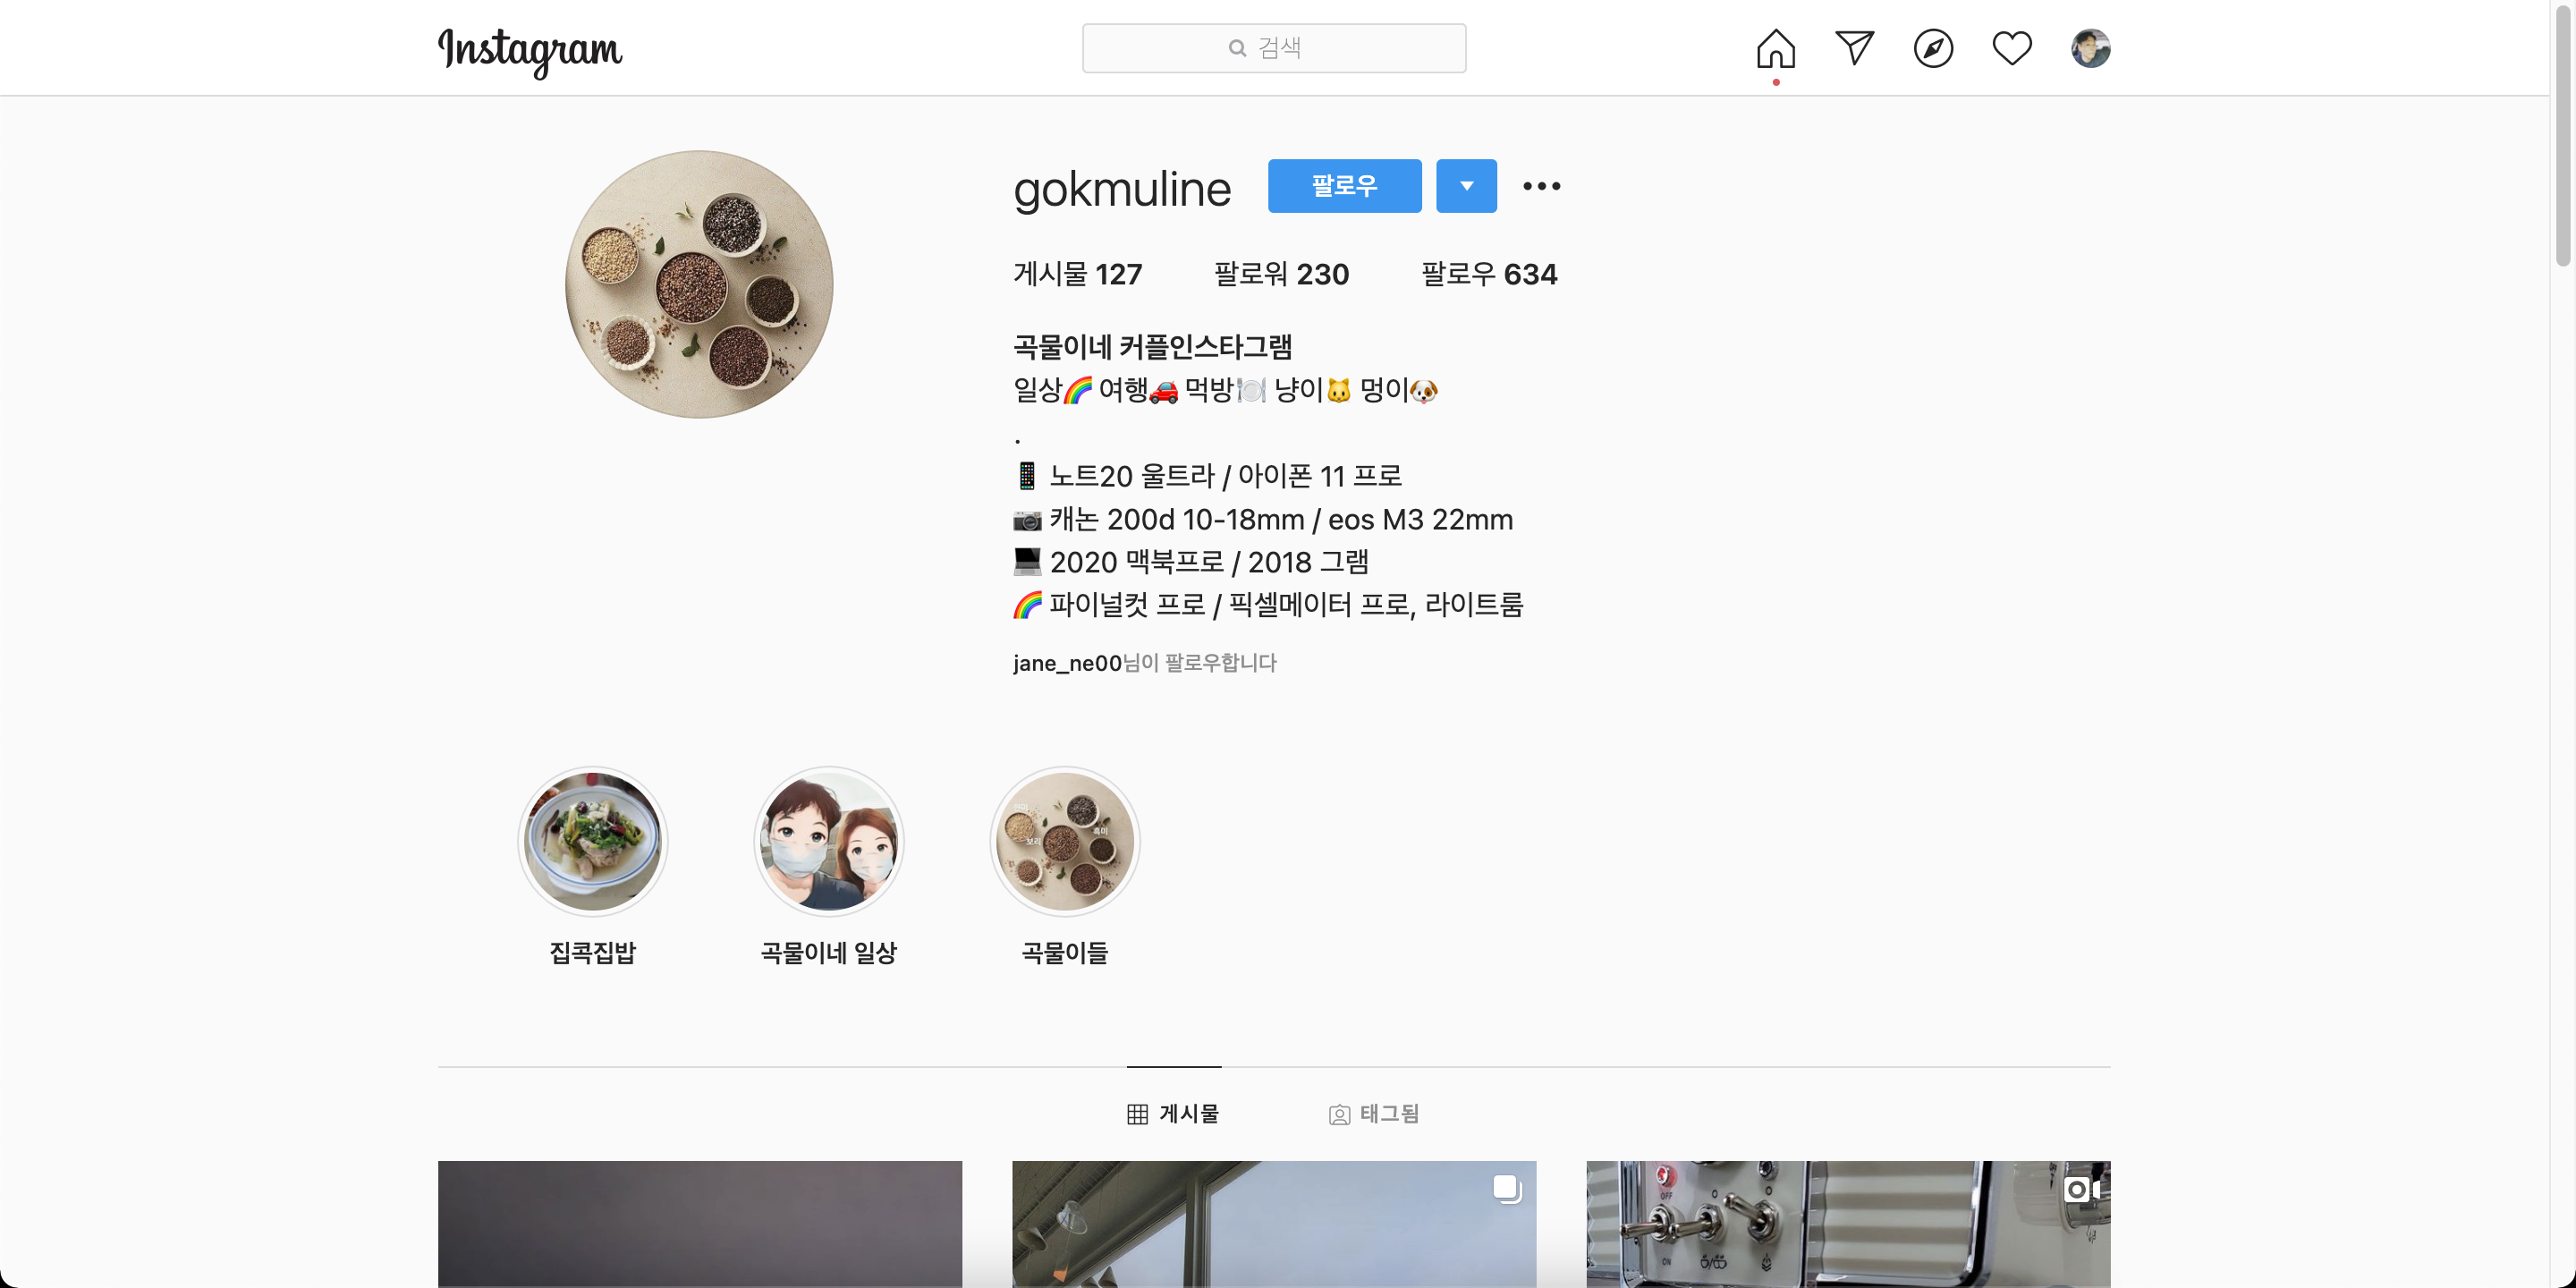 Instagram
검색
gokmuline 팔로우
게시물 127 팔로워 230 팔로우 634
곡물이네 커플인스타그램
일상🌈 여행🚗 먹방🍽 냥이🐱 멍이🐶
.
📱 노트20 울트라 / 아이폰 11 프로
📷 캐논 200d 10-18mm / eos M3 22mm
💻 2020 맥북프로 / 2018 그램
🌈 파이널컷 프로 / 픽셀메이터 프로, 라이트룸
jane_ne00님이 팔로우합니다
보리
흑미
집콕집밥 곡물이네 일상 곡물이들
게시물 태그됨
OFF
ON